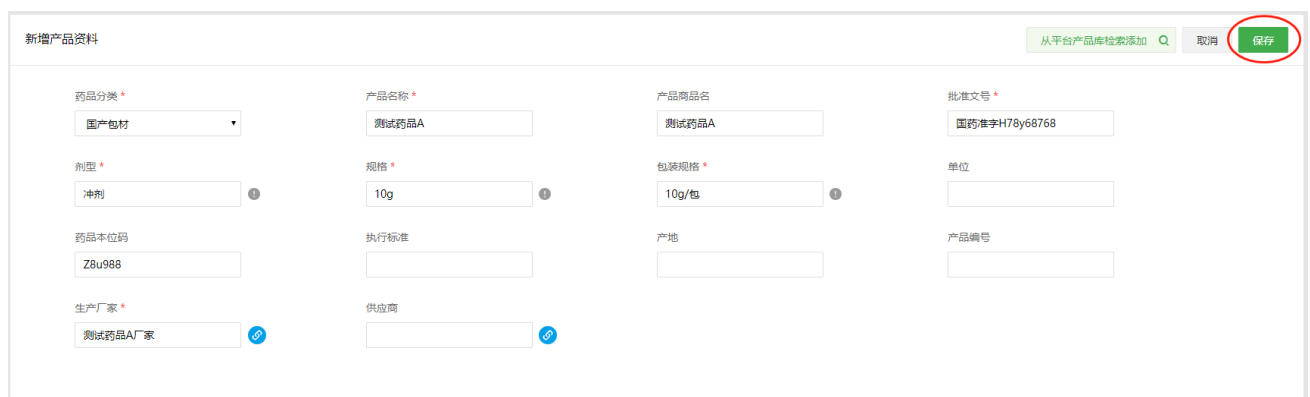 新增产品资料 从平台产品库检索添加 取消 保存
药品分类 * 产品名称 * 产品商品名 批准文号 *
国产包材 测试药品A 测试药品A 国药准字H78y68768
剂型 * 规格 * 包装规格 * 单位
冲剂 10g 10g/包
药品本位码 执行标准 产地 产品编号
Z8u988
生产厂家 * 供应商
测试药品A厂家